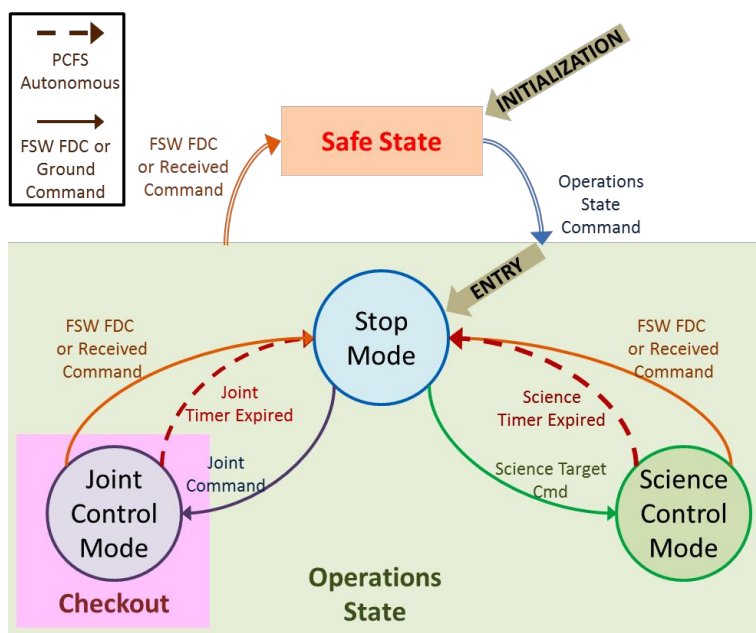 PCFS
Autonomous
FSW FDC or
Ground
Command
INITIALIZATION
FSW FDC
or Received
Command
Safe State
Operations
State
Command
ENTRY
Stop
Mode
FSW FDC
or Received
Command
FSW FDC
or Received
Command
Joint
Timer Expired
Science
Timer Expired
Joint
Command
Science Target
Cmd
Joint
Control
Mode
Science
Control
Mode
Checkout
Operations
State